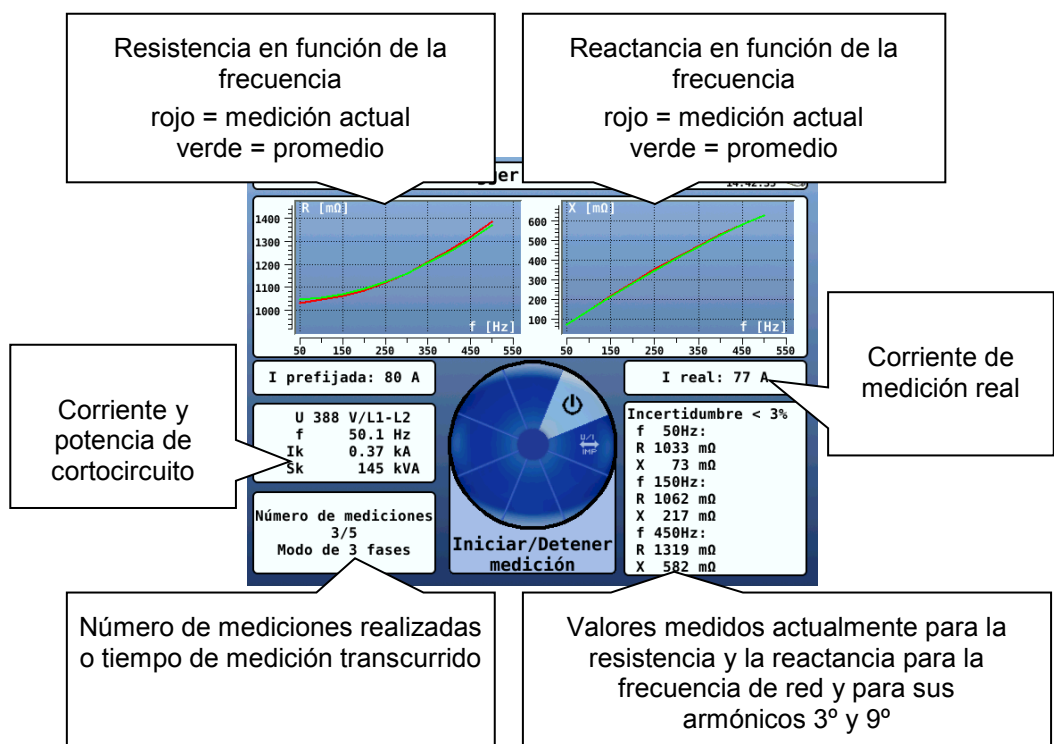 Resistencia en función de la
frecuencia
rojo = medición actual
verde = promedio
Reactancia en función de la
frecuencia
rojo = medición actual
verde = promedio
R [mΩ]
1400
1300
1200
1100
1000
f [Hz]
50 150 250 350 450 550
X [mΩ]
600
500
400
300
200
100
f [Hz]
50 150 250 350 450 550
I prefijada: 80 A
I real: 77 A
Corriente de
medición real
Corriente y
potencia de
cortocircuito
U 388 V/L1-L2
f 50.1 Hz
Ik 0.37 kA
Sk 145 kVA
U/I
IMP
Incertidumbre < 3%
f 50Hz:
R 1033 mΩ
X 73 mΩ
f 150Hz:
R 1062 mΩ
X 217 mΩ
f 450Hz:
R 1319 mΩ
X 582 mΩ
Número de mediciones
3/5
Modo de 3 fases
Iniciar/Detener
medición
Número de mediciones realizadas
o tiempo de medición transcurrido
Valores medidos actualmente para la
resistencia y la reactancia para la
frecuencia de red y para sus
armónicos 3º y 9º